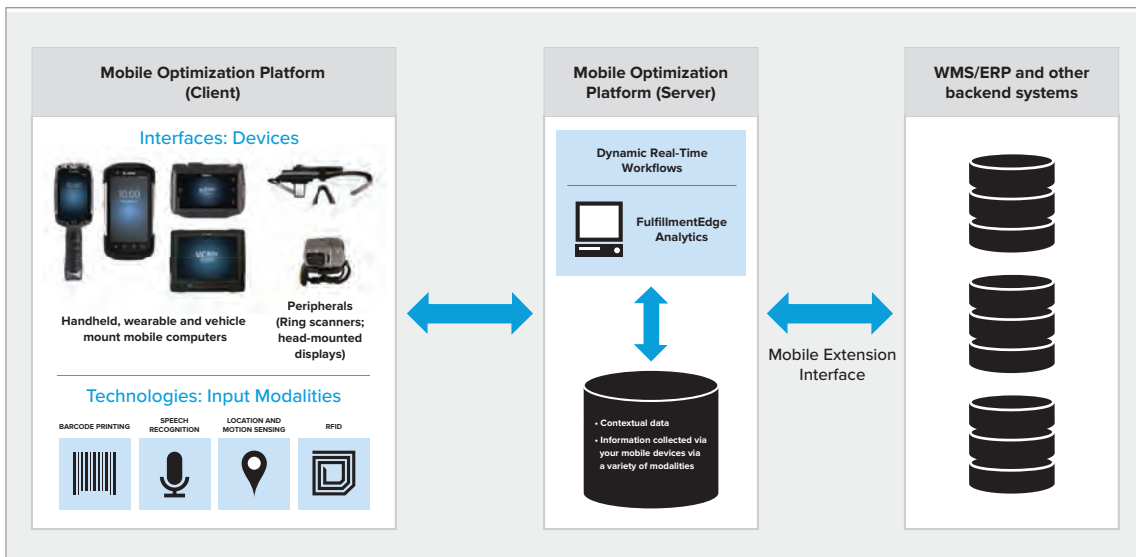 Mobile Optimization Platform
(Client)
Interfaces: Devices
10:00
Handheld, wearable and vehicle
mount mobile computers
Peripherals
(Ring scanners;
head-mounted
displays)
Technologies: Input Modalities
BARCODE PRINTING
SPEECH
RECOGNITION
LOCATION AND
MOTION SENSING
RFID
Mobile Optimization
Platform (Server)
Dynamic Real-Time
Workflows
FulfillmentEdge
Analytics
• Contextual data
• Information collected via
your mobile devices via
a variety of modalities
Mobile Extension
Interface
WMS/ERP and other
backend systems